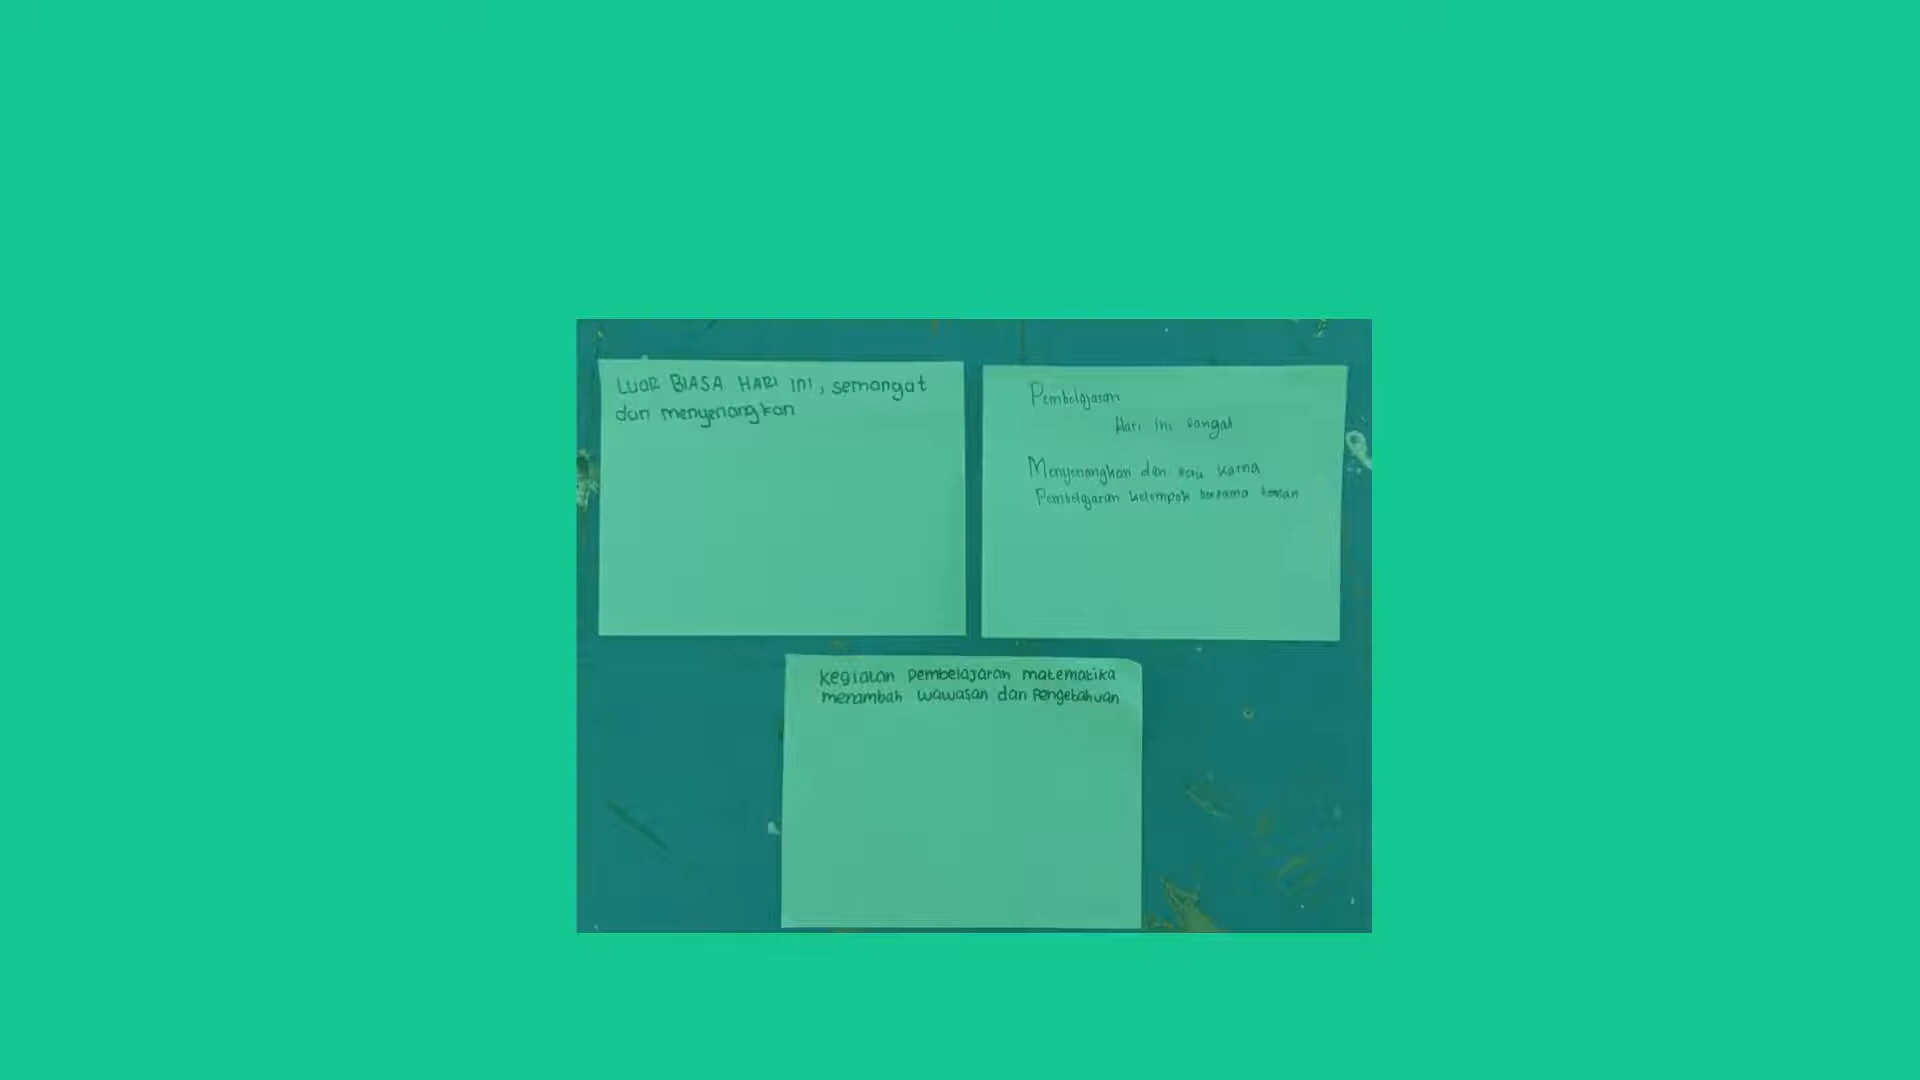 LUAR BIASA HARI INI, semangat
dan menyenangkan
Pembelajaran
Hari ini sangat
Menyenangkan dan seru karna
Pembelajaran kelompok bersama teman
kegiatan pembelajaran matematika
menambah wawasan dan Pengetahuan